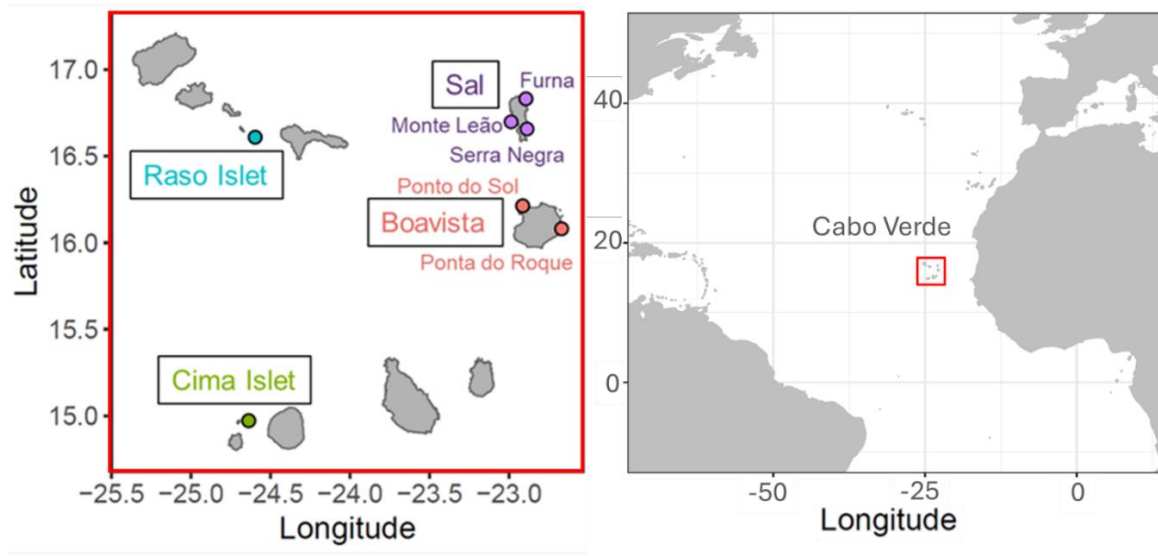 17.0
16.5
16.0
15.5
15.0
Latitude
Sal
Furna
Monte Leão
Serra Negra
Raso Islet
Ponto do Sol
Boavista
Ponta do Roque
Cima Islet
−25.5 −25.0 −24.5 −24.0 −23.5 −23.0
Longitude
40
20
0
Cabo Verde
-50 -25 0
Longitude